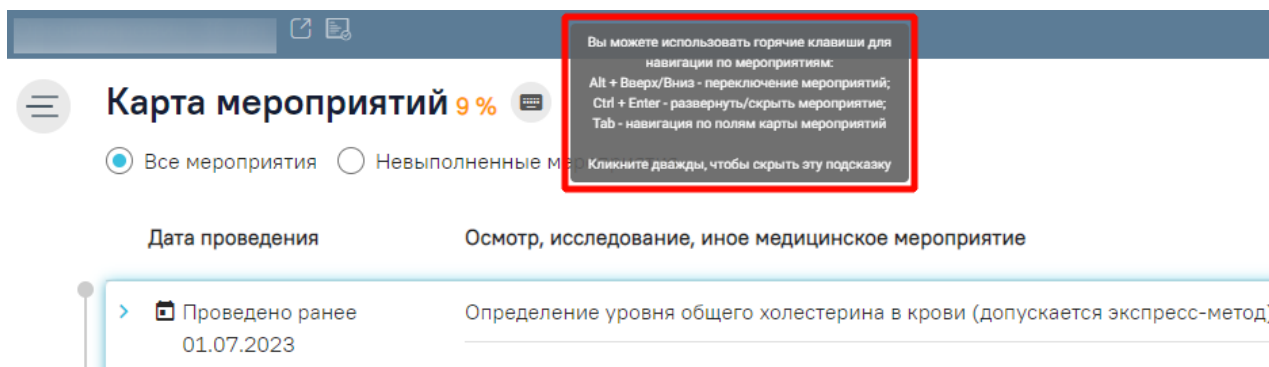 Вы можете использовать горячие клавиши для
навигации по мероприятиям:
Alt + Вверх/Вниз - переключение мероприятий;
Ctrl + Enter - развернуть/скрыть мероприятие;
Tab - навигация по полям карты мероприятий
Кликните дважды, чтобы скрыть эту подсказку
Карта мероприятий 9 %
Все мероприятия Невыполненные
Дата проведения Осмотр, исследование, иное медицинское мероприятие
Проведено ранее Определение уровня общего холестерина в крови (допускается экспресс-метод)
01.07.2023